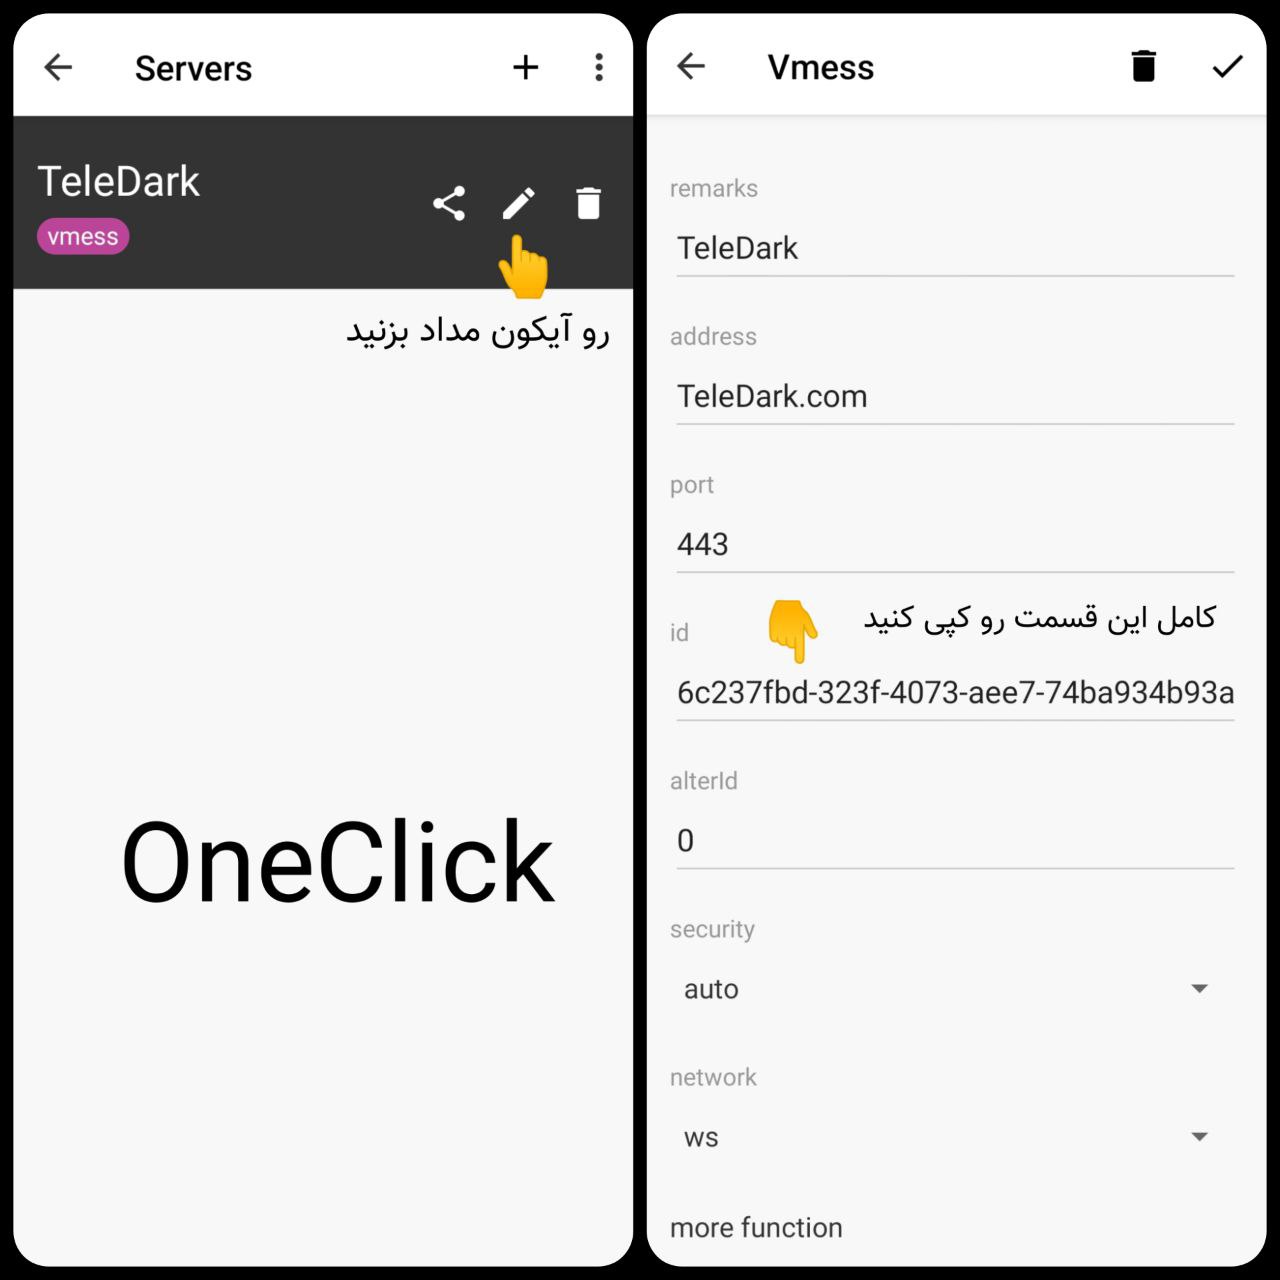 Servers
TeleDark
vmess
رو آیکون مداد بزنید
OneClick
Vmess
remarks
TeleDark
address
TeleDark.com
port
443
کامل این قسمت رو کپی کنید
id
6c237fbd-323f-4073-aee7-74ba934b93a
alterId
0
security
auto
network
ws
more function